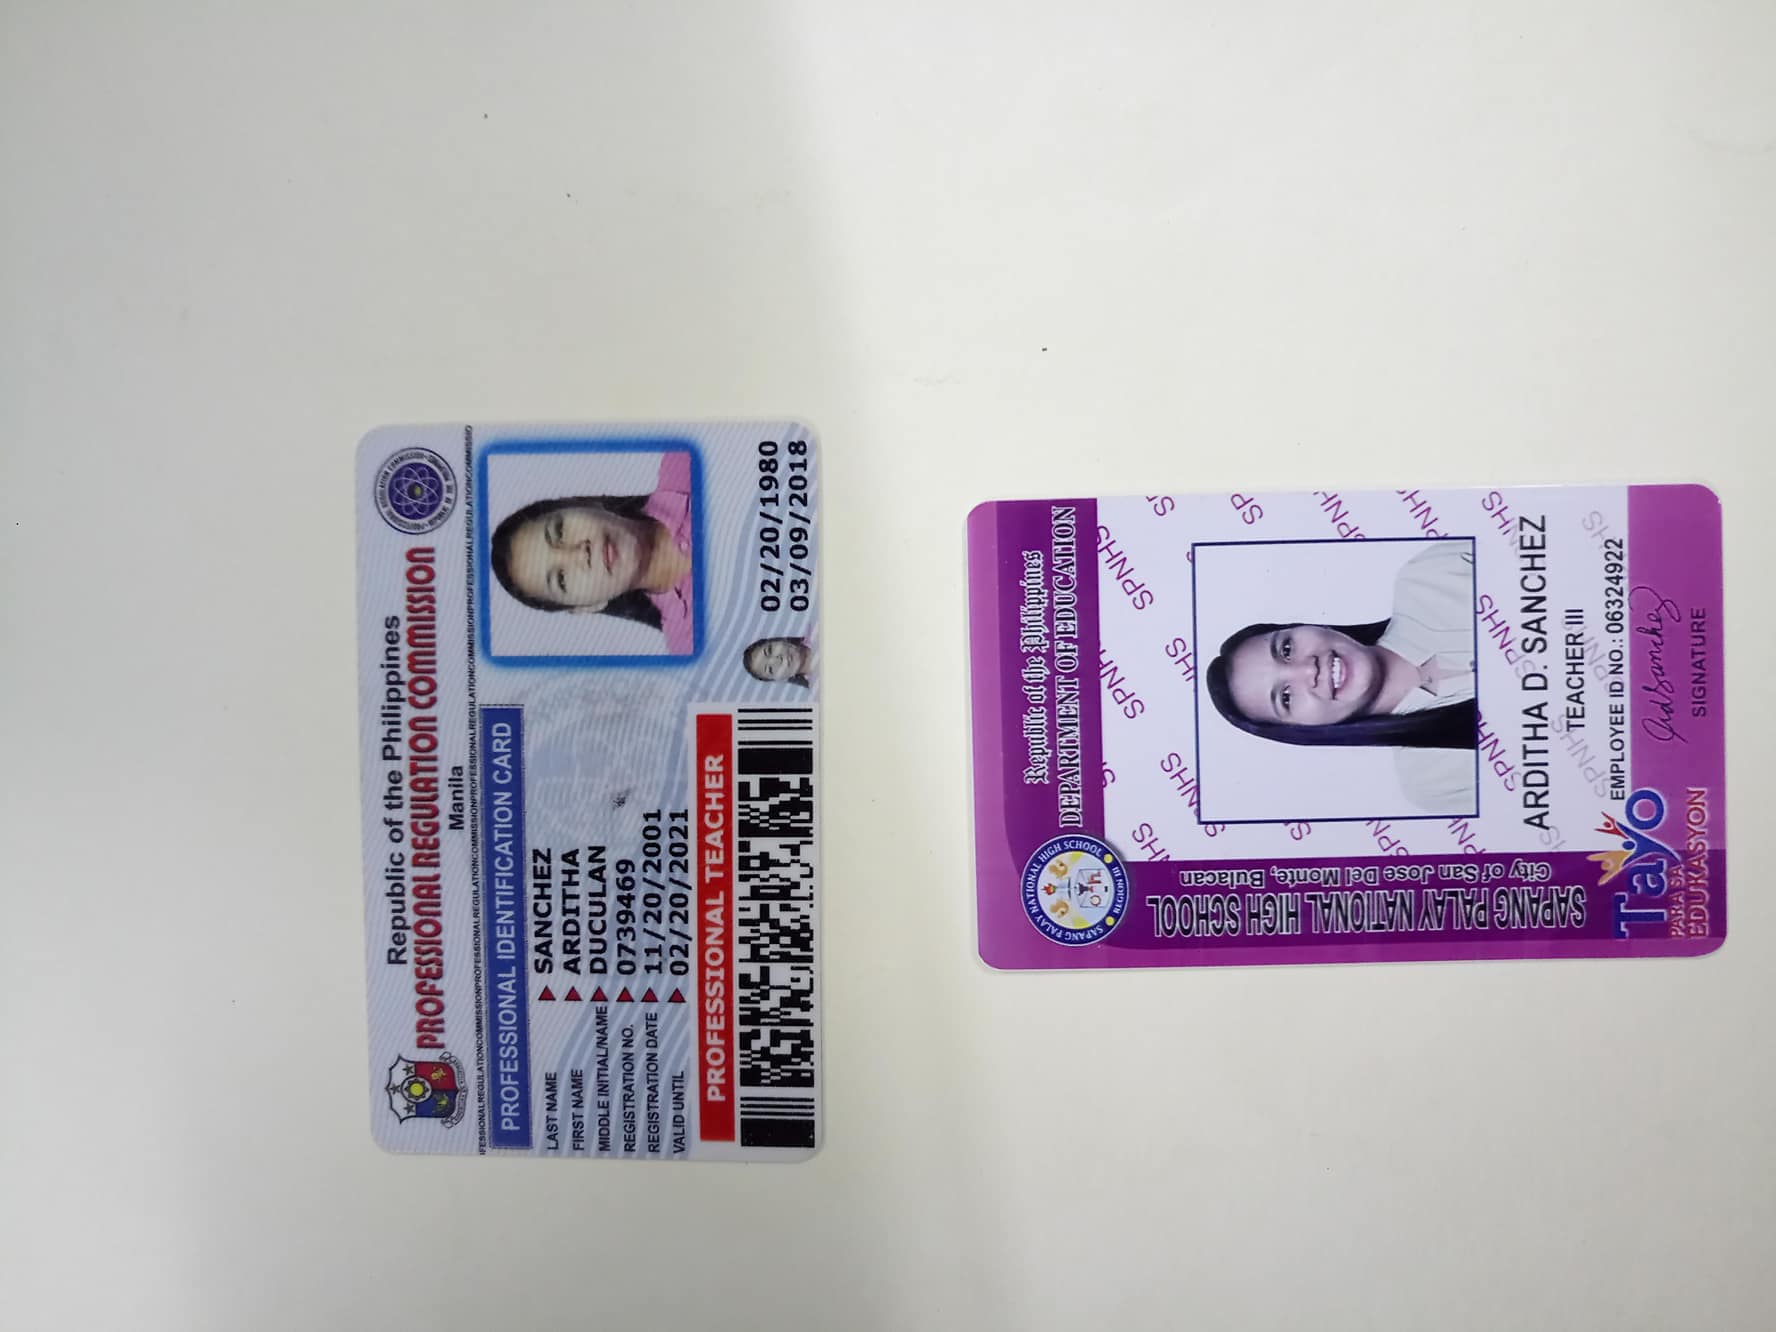 Republic of the Philippines
PROFESSIONAL REGULATION COMMISSION
Manila
PROFESSIONAL IDENTIFICATION CARD
LAST NAME SANCHEZ
FIRST NAME ARDITHA
MIDDLE INITIAL/NAME DUCULAN
REGISTRATION NO. 0739469
REGISTRATION DATE 11/20/2001
VALID UNTIL 02/20/2021
PROFESSIONAL TEACHER
02/20/1980
03/09/2018
Republic of the Philippines
DEPARTMENT OF EDUCATION
SAPANG PALAY NATIONAL HIGH SCHOOL
REGION III
SAPANG PALAY NATIONAL HIGH SCHOOL
City of San Jose Del Monte, Bulacan
SPNHS
ARDITHA D. SANCHEZ
TEACHER III
EMPLOYEE ID NO.: 06324922
SIGNATURE
Tayo
PARA SA
EDUKASYON